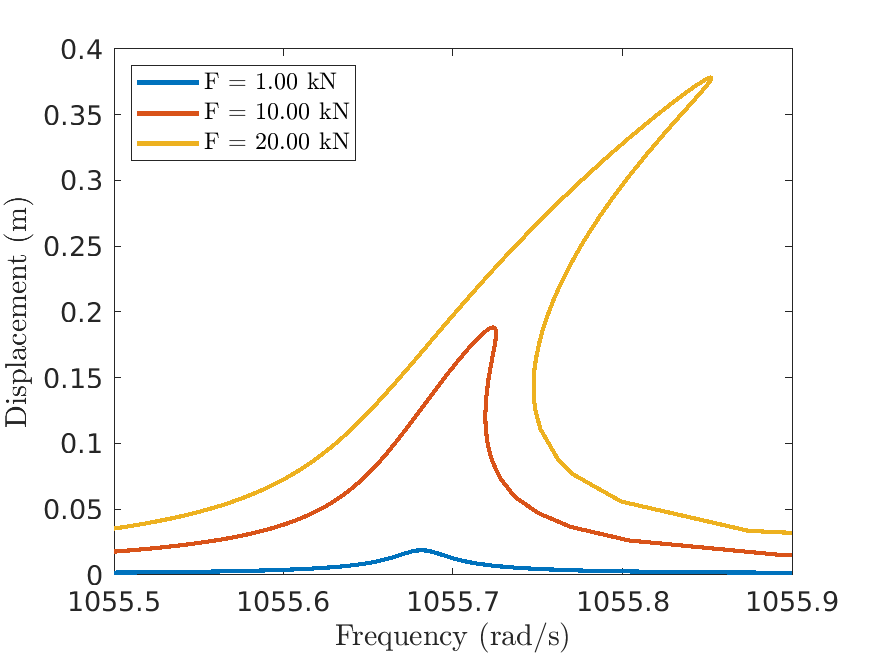 0.4
0.35
0.3
0.25
0.2
0.15
0.1
0.05
0
Displacement (m)
F = 1.00 kN
F = 10.00 kN
F = 20.00 kN
1055.5 1055.6 1055.7 1055.8 1055.9
Frequency (rad/s)